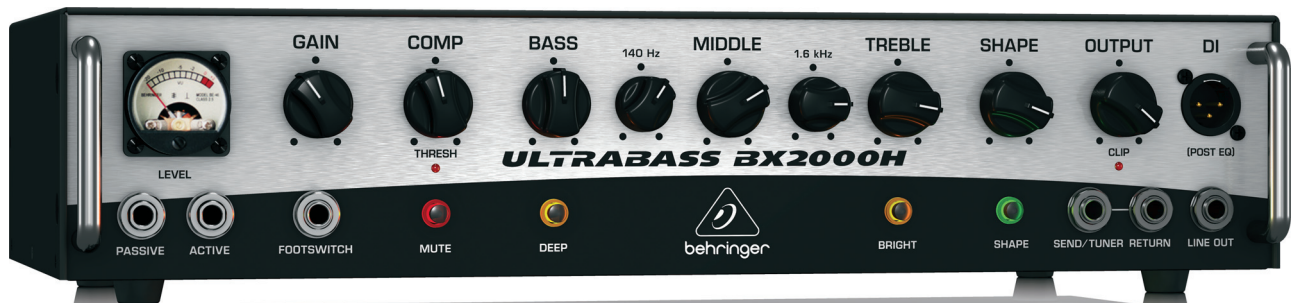 GAIN
COMP
BASS
140 Hz
MIDDLE
1.6 kHz
TREBLE
SHAPE
OUTPUT
DI
THRESH
ULTRABASS BX2000H
CLIP
(POST EQ)
LEVEL
PASSIVE
ACTIVE
FOOTSWITCH
MUTE
DEEP
behringer
BRIGHT
SHAPE
SEND/TUNER
RETURN
LINE OUT